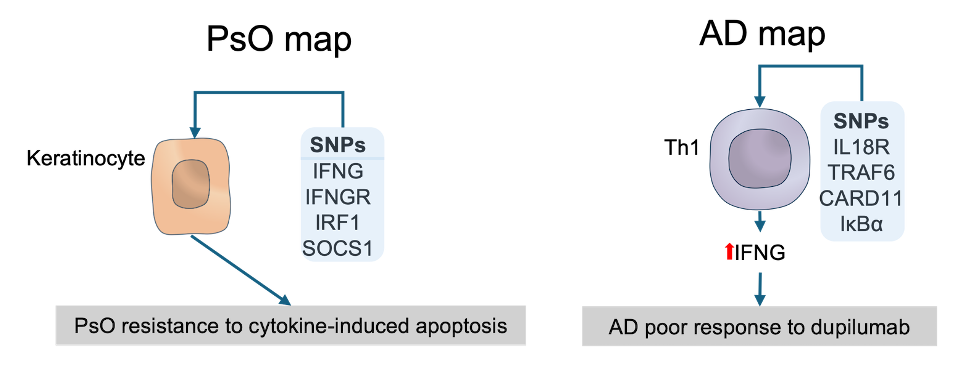 PsO map
Keratinocyte
SNPs
IFNG
IFNGR
IRF1
SOCS1
PsO resistance to cytokine-induced apoptosis
AD map
Th1
SNPs
IL18R
TRAF6
CARD11
IκBα
IFNG
AD poor response to dupilumab